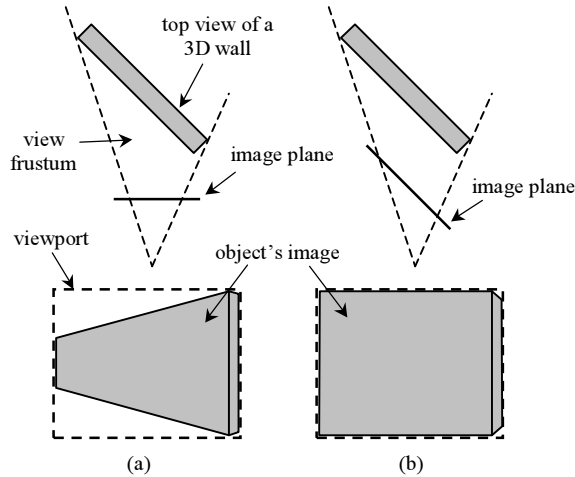 top view of a
3D wall
view
frustum
image plane
image plane
viewport
object’s image
(a)
(b)